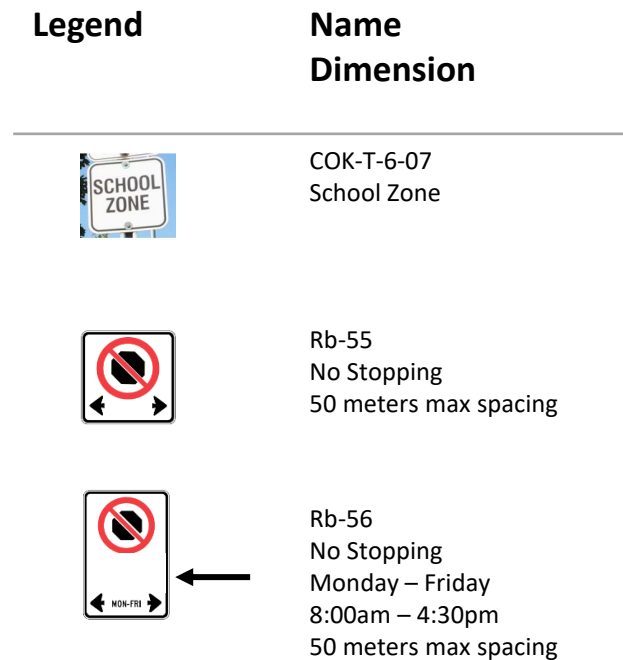 Legend
Name
Dimension
SCHOOL
ZONE
COK-T-6-07
School Zone
Rb-55
No Stopping
50 meters max spacing
MON-FRI
Rb-56
No Stopping
Monday – Friday
8:00am – 4:30pm
50 meters max spacing